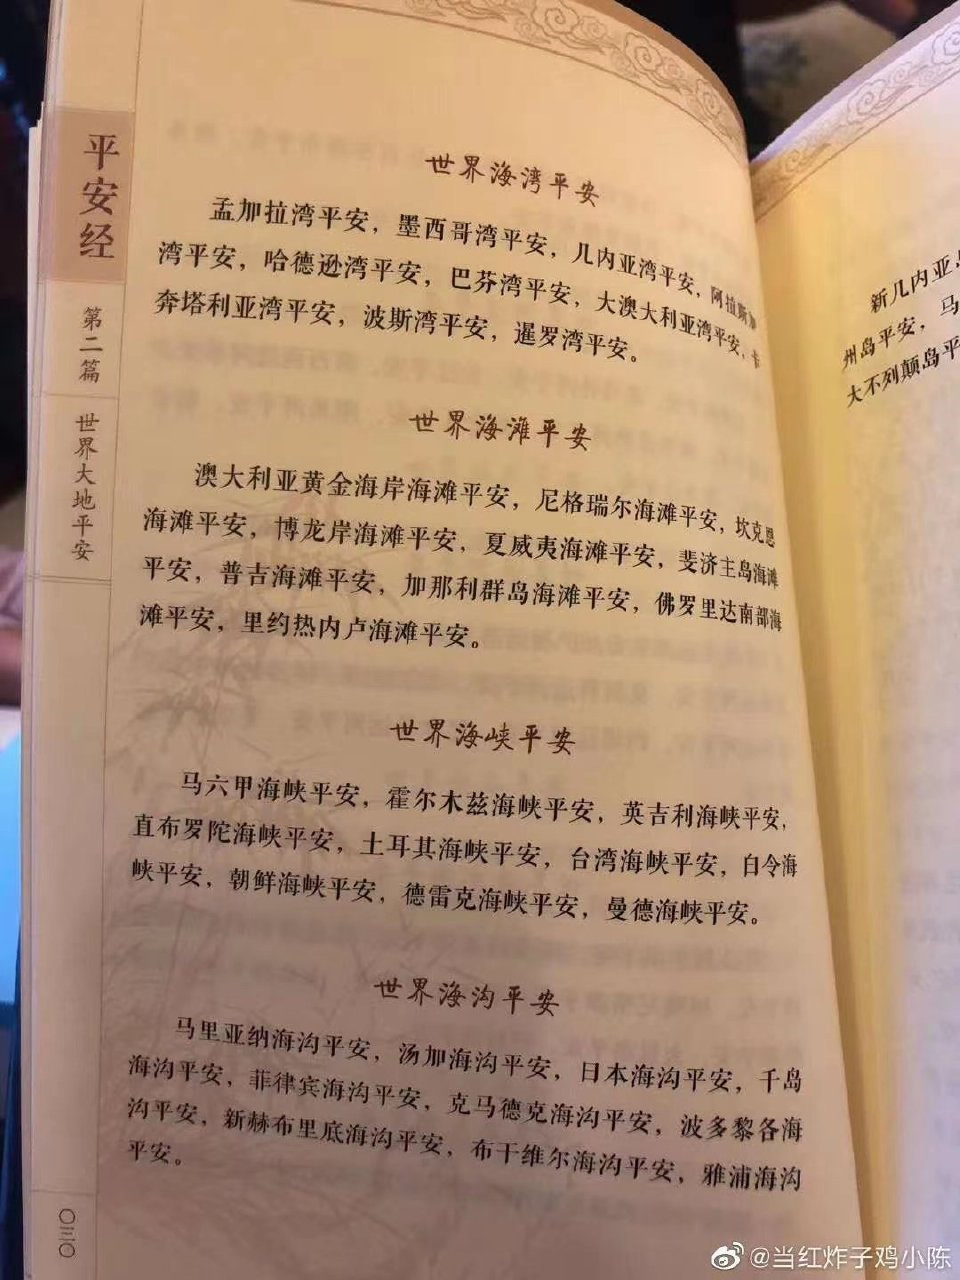 平安经
第二篇
世界大地平安
〇三〇
世界海湾平安
孟加拉湾平安，墨西哥湾平安，几内亚湾平安，阿拉斯加
湾平安，哈德逊湾平安，巴芬湾平安，大澳大利亚湾平安，卡
奔塔利亚湾平安，波斯湾平安，暹罗湾平安。
世界海滩平安
澳大利亚黄金海岸海滩平安，尼格瑞尔海滩平安，坎克恩
海滩平安，博龙岸海滩平安，夏威夷海滩平安，斐济主岛海滩
平安，普吉海滩平安，加那利群岛海滩平安，佛罗里达南部海
滩平安，里约热内卢海滩平安。
世界海峡平安
马六甲海峡平安，霍尔木兹海峡平安，英吉利海峡平安，
直布罗陀海峡平安，土耳其海峡平安，台湾海峡平安，白令海
峡平安，朝鲜海峡平安，德雷克海峡平安，曼德海峡平安。
世界海沟平安
马里亚纳海沟平安，汤加海沟平安，日本海沟平安，千岛
海沟平安，菲律宾海沟平安，克马德克海沟平安，波多黎各海
沟平安，新赫布里底海沟平安，布干维尔海沟平安，雅浦海沟
平安。
新几内亚岛
州岛平安，马
大不列颠岛平
@当红炸子鸡小陈